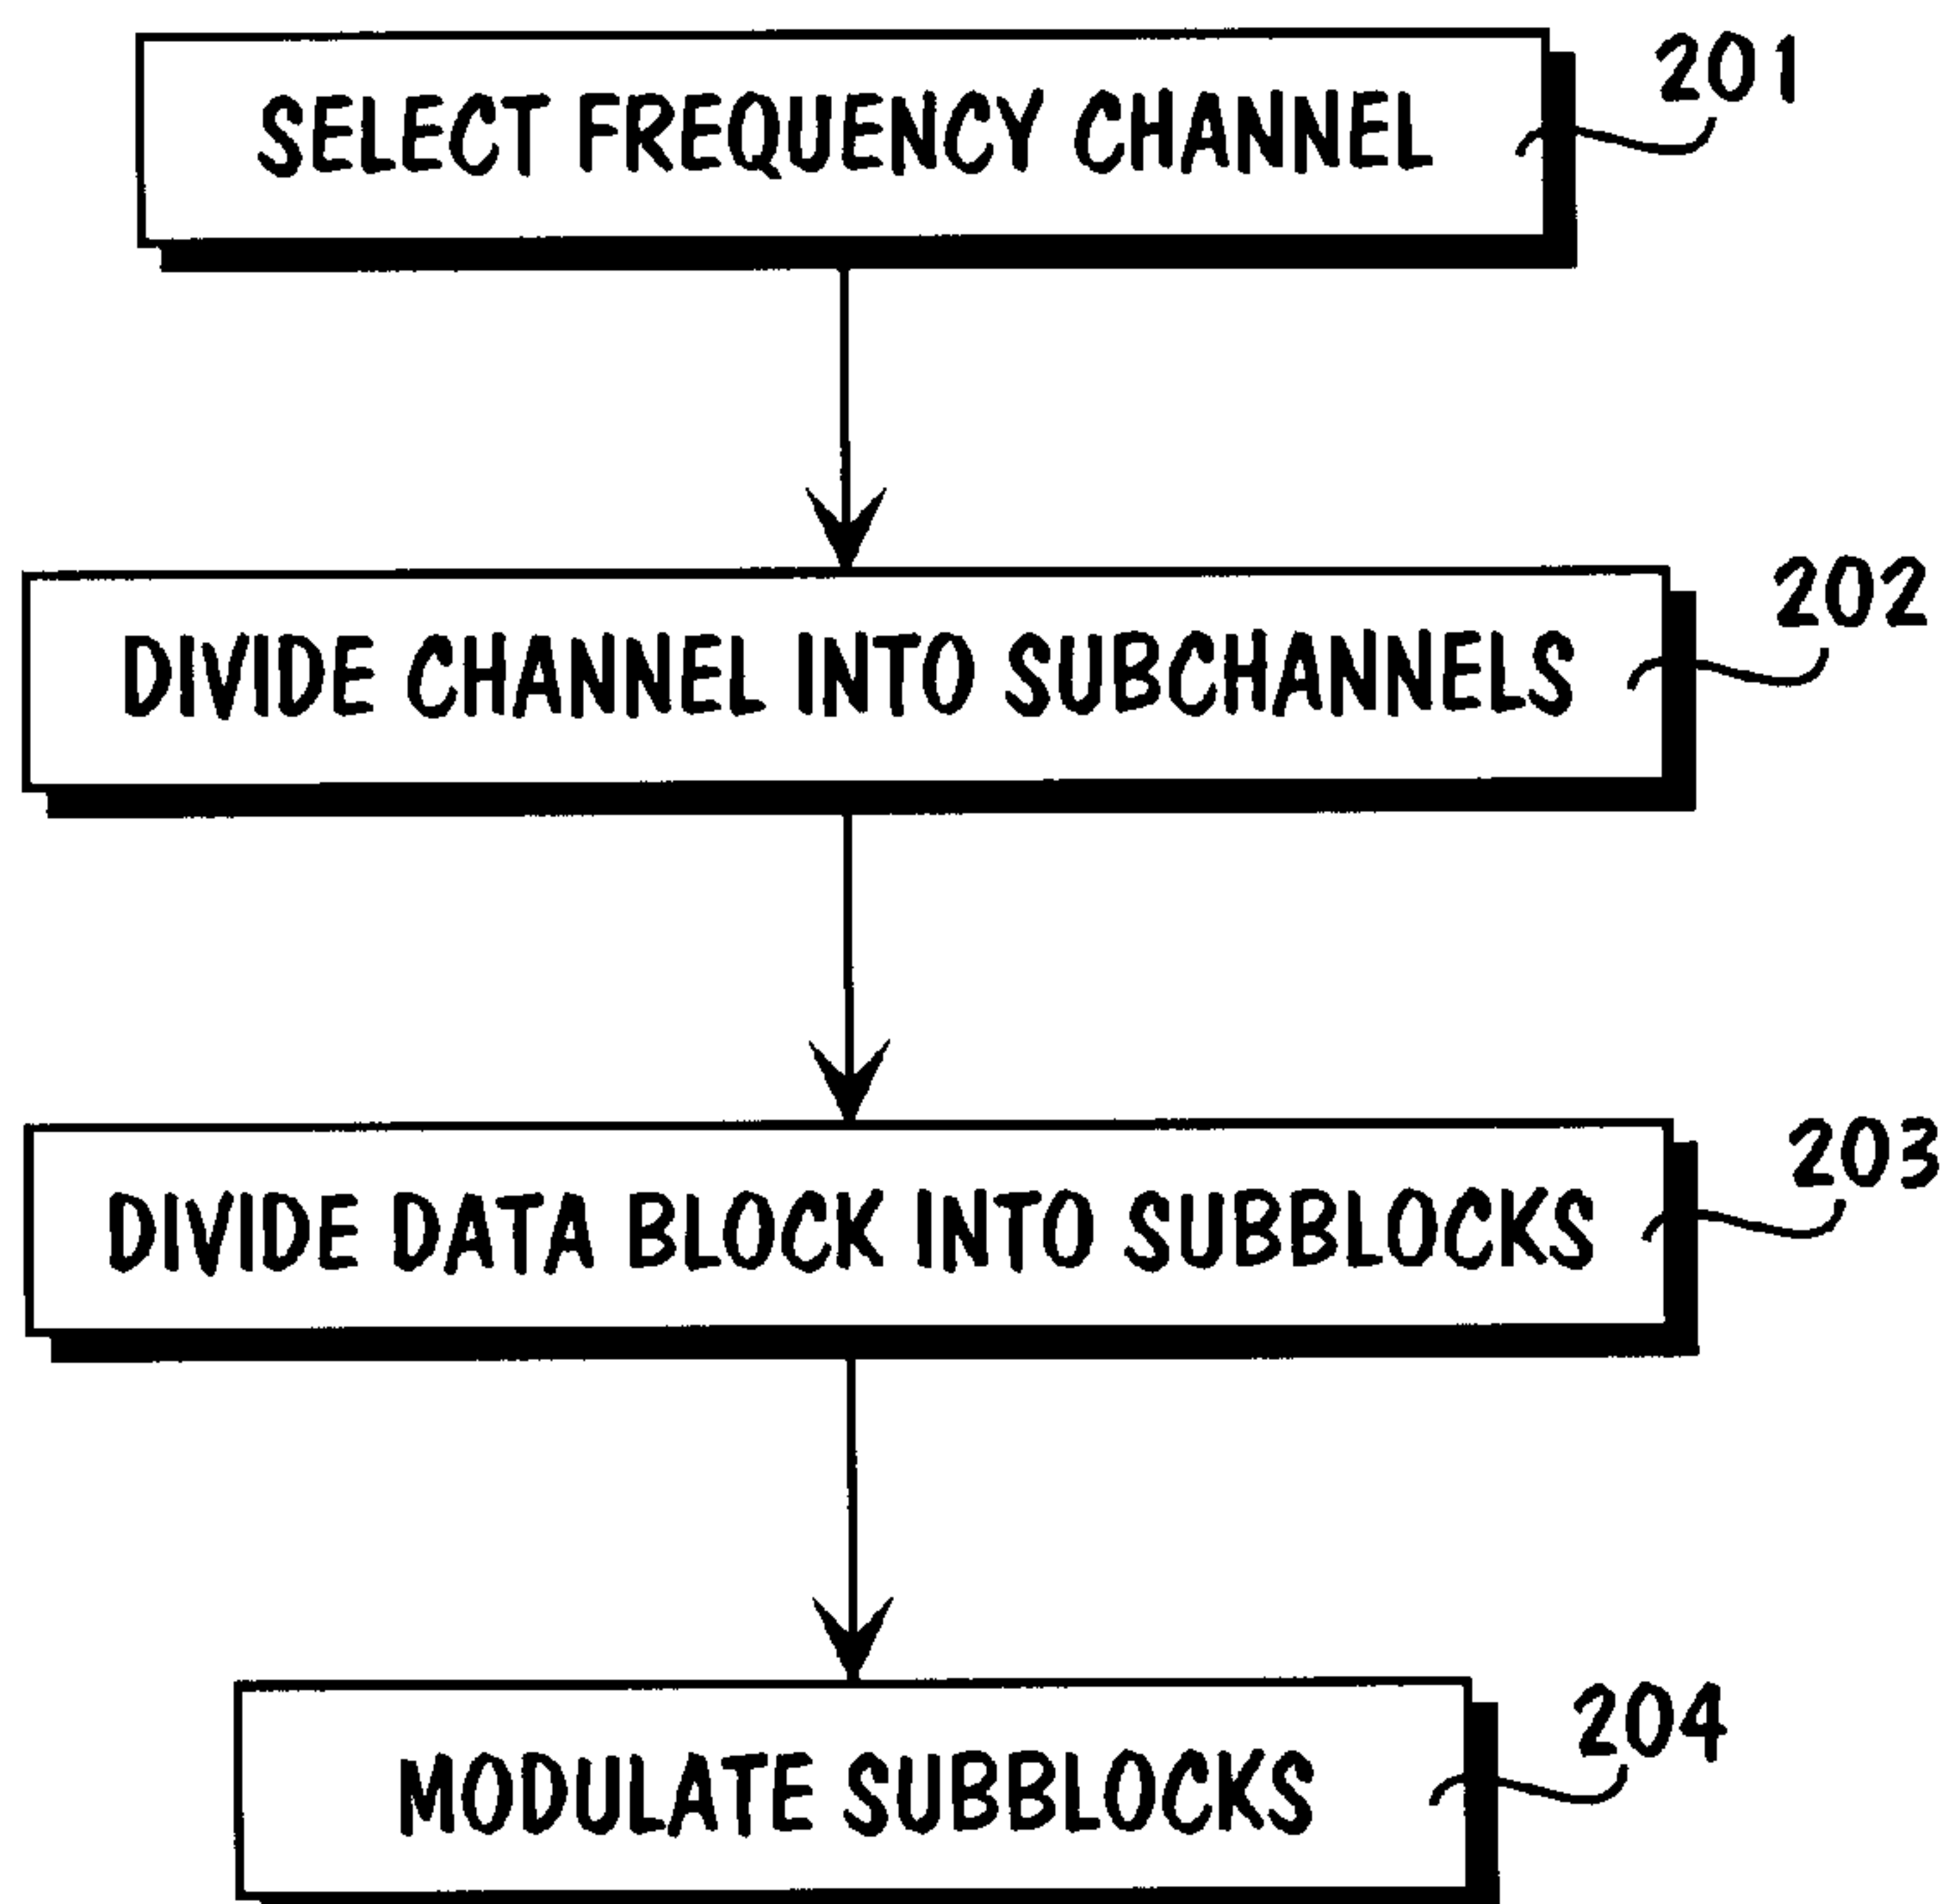 SELECT FREQUENCY CHANNEL
201
DIVIDE CHANNEL INTO SUBCHANNELS
202
DIVIDE DATA BLOCK INTO SUBBLOCKS
203
MODULATE SUBBLOCKS
204